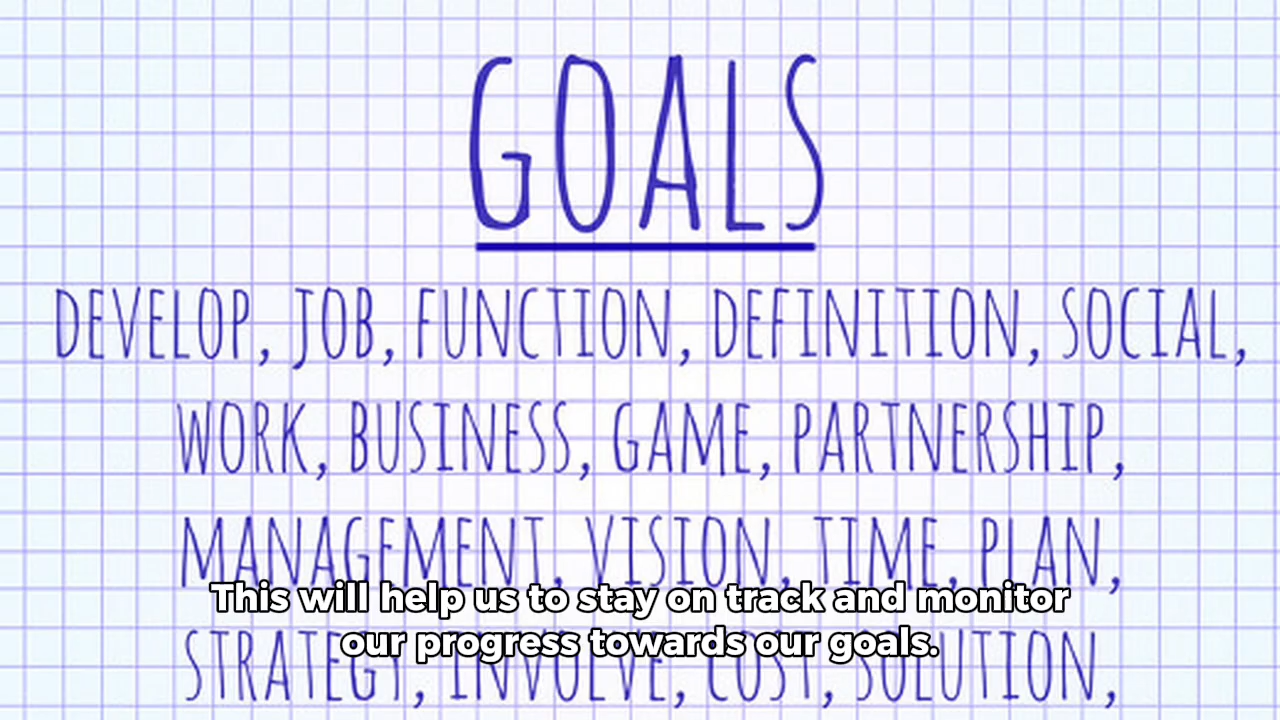 GOALS
DEVELOP, JOB, FUNCTION, DEFINITION, SOCIAL,
WORK, BUSINESS, GAME, PARTNERSHIP,
MANAGEMENT, VISION, TIME, PLAN,
This will help us to stay on track and monitor
our progress towards our goals.
STRATEGY, INVOLVE, COST, SOLUTION,